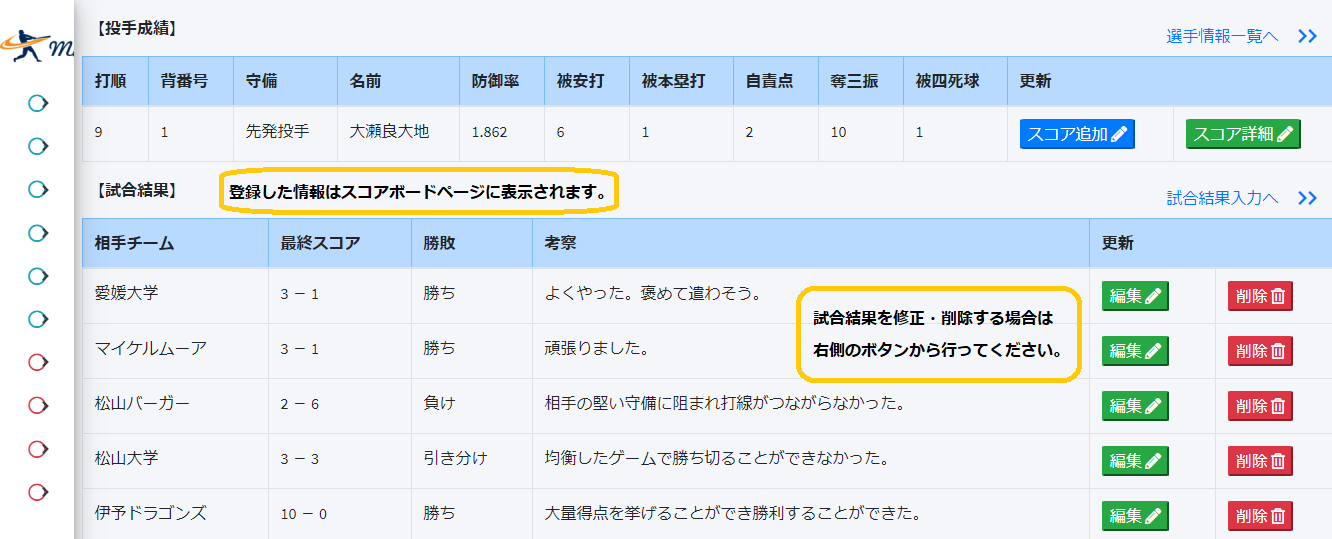 【投手成績】
選手情報一覧へ
打順 背番号 守備 名前 防御率 被安打 被本塁打 自責点 奪三振 被四死球 更新
9 1 先発投手 大瀬良大地 1.862 6 1 2 10 1 スコア追加 スコア詳細
【試合結果】 登録した情報はスコアボードページに表示されます。
試合結果入力へ
相手チーム 最終スコア 勝敗 考察 更新
愛媛大学 3 − 1 勝ち よくやった。褒めて遣わそう。 編集 削除
試合結果を修正・削除する場合は
右側のボタンから行ってください。
マイケルムーア 3 − 1 勝ち 頑張りました。 編集 削除
松山バーガー 2 − 6 負け 相手の堅い守備に阻まれ打線がつながらなかった。 編集 削除
松山大学 3 − 3 引き分け 均衡したゲームで勝ち切ることができなかった。 編集 削除
伊予ドラゴンズ 10 − 0 勝ち 大量得点を挙げることができ勝利することができた。 編集 削除